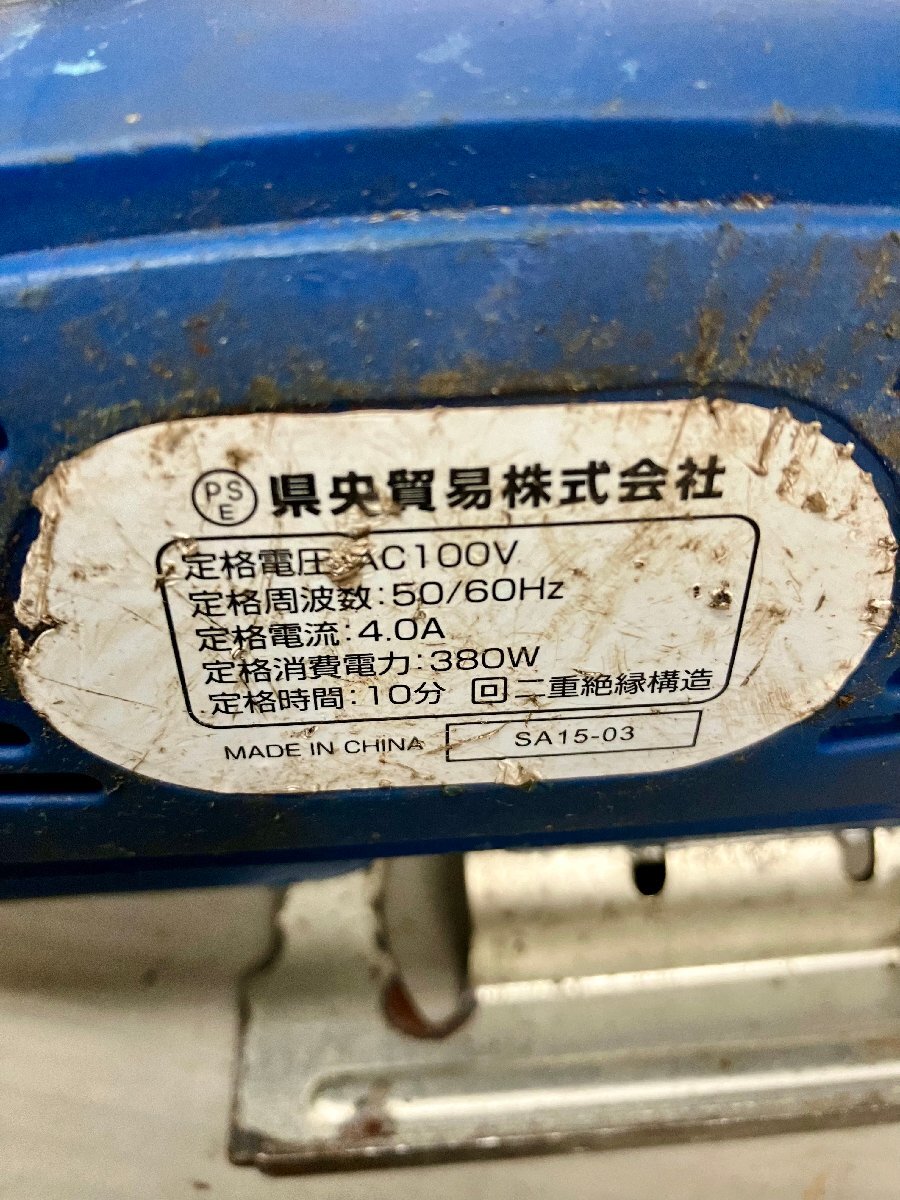 PSE 県央貿易株式会社
定格電圧:AC100V
定格周波数:50/60Hz
定格電流:4.0A
定格消費電力:380W
定格時間:10分 回 二重絶縁構造
MADE IN CHINA SA15-03